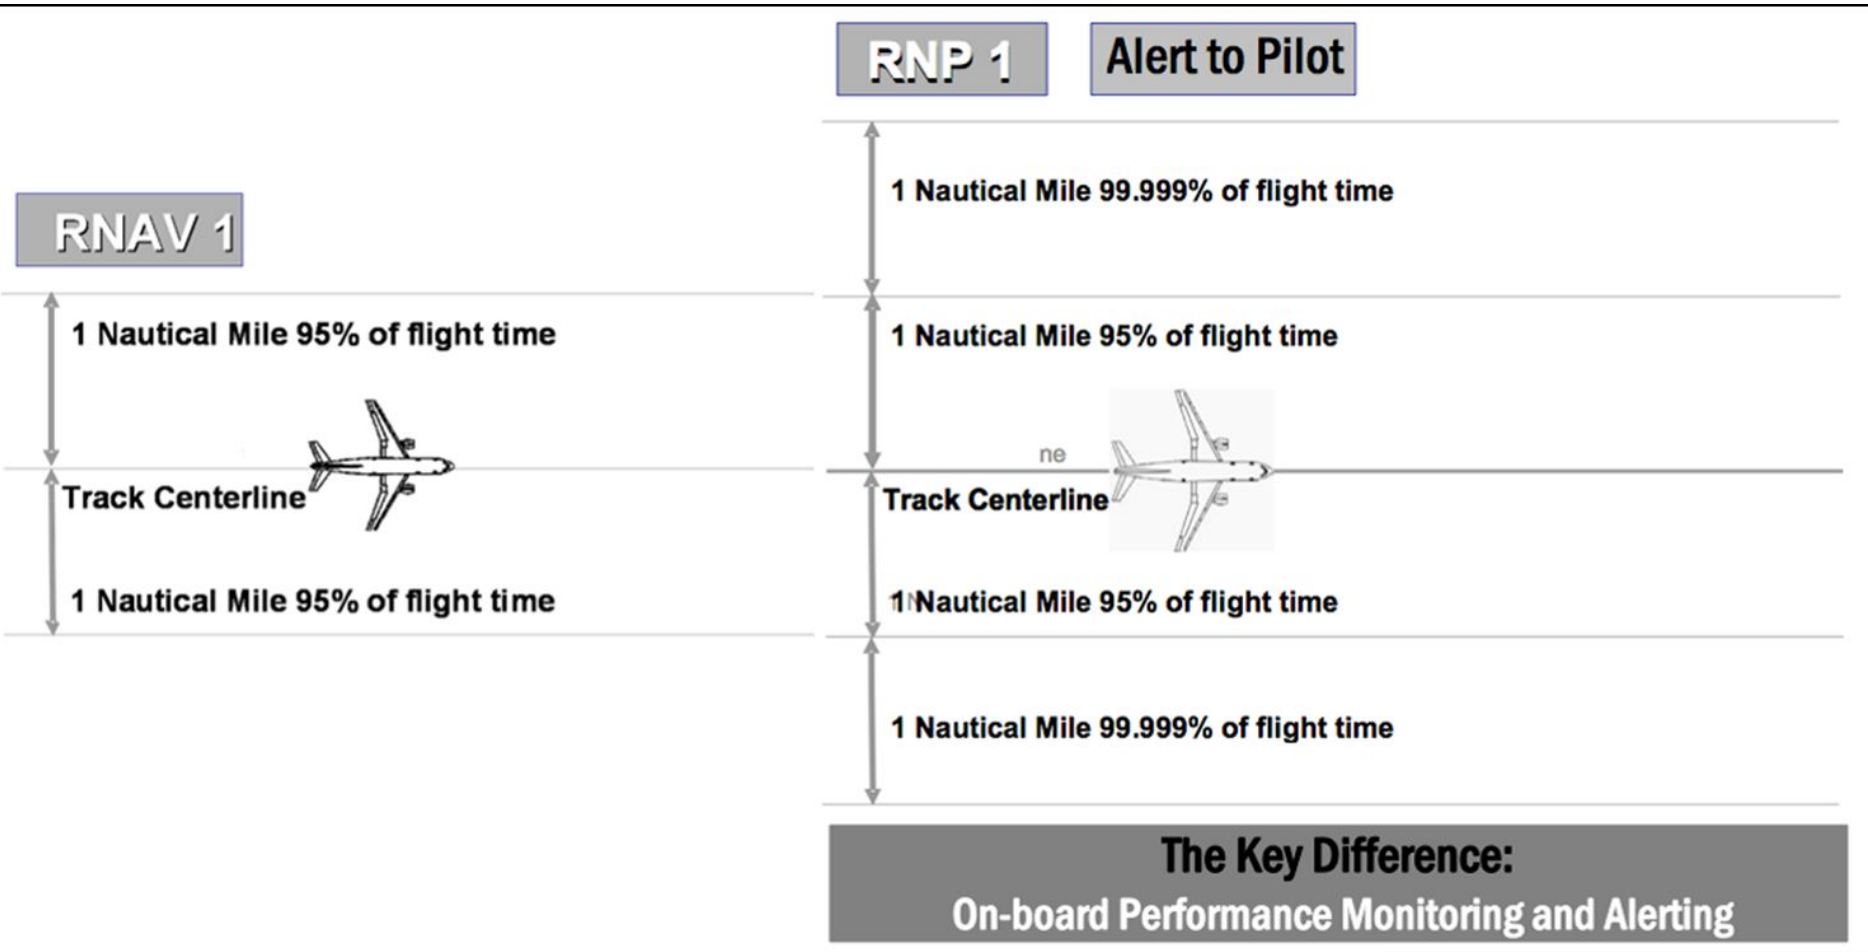 RNAV 1
1 Nautical Mile 95% of flight time
Track Centerline
1 Nautical Mile 95% of flight time
RNP 1
Alert to Pilot
1 Nautical Mile 99.999% of flight time
1 Nautical Mile 95% of flight time
ne
Track Centerline
1 Nautical Mile 95% of flight time
1 Nautical Mile 99.999% of flight time
The Key Difference:
On-board Performance Monitoring and Alerting